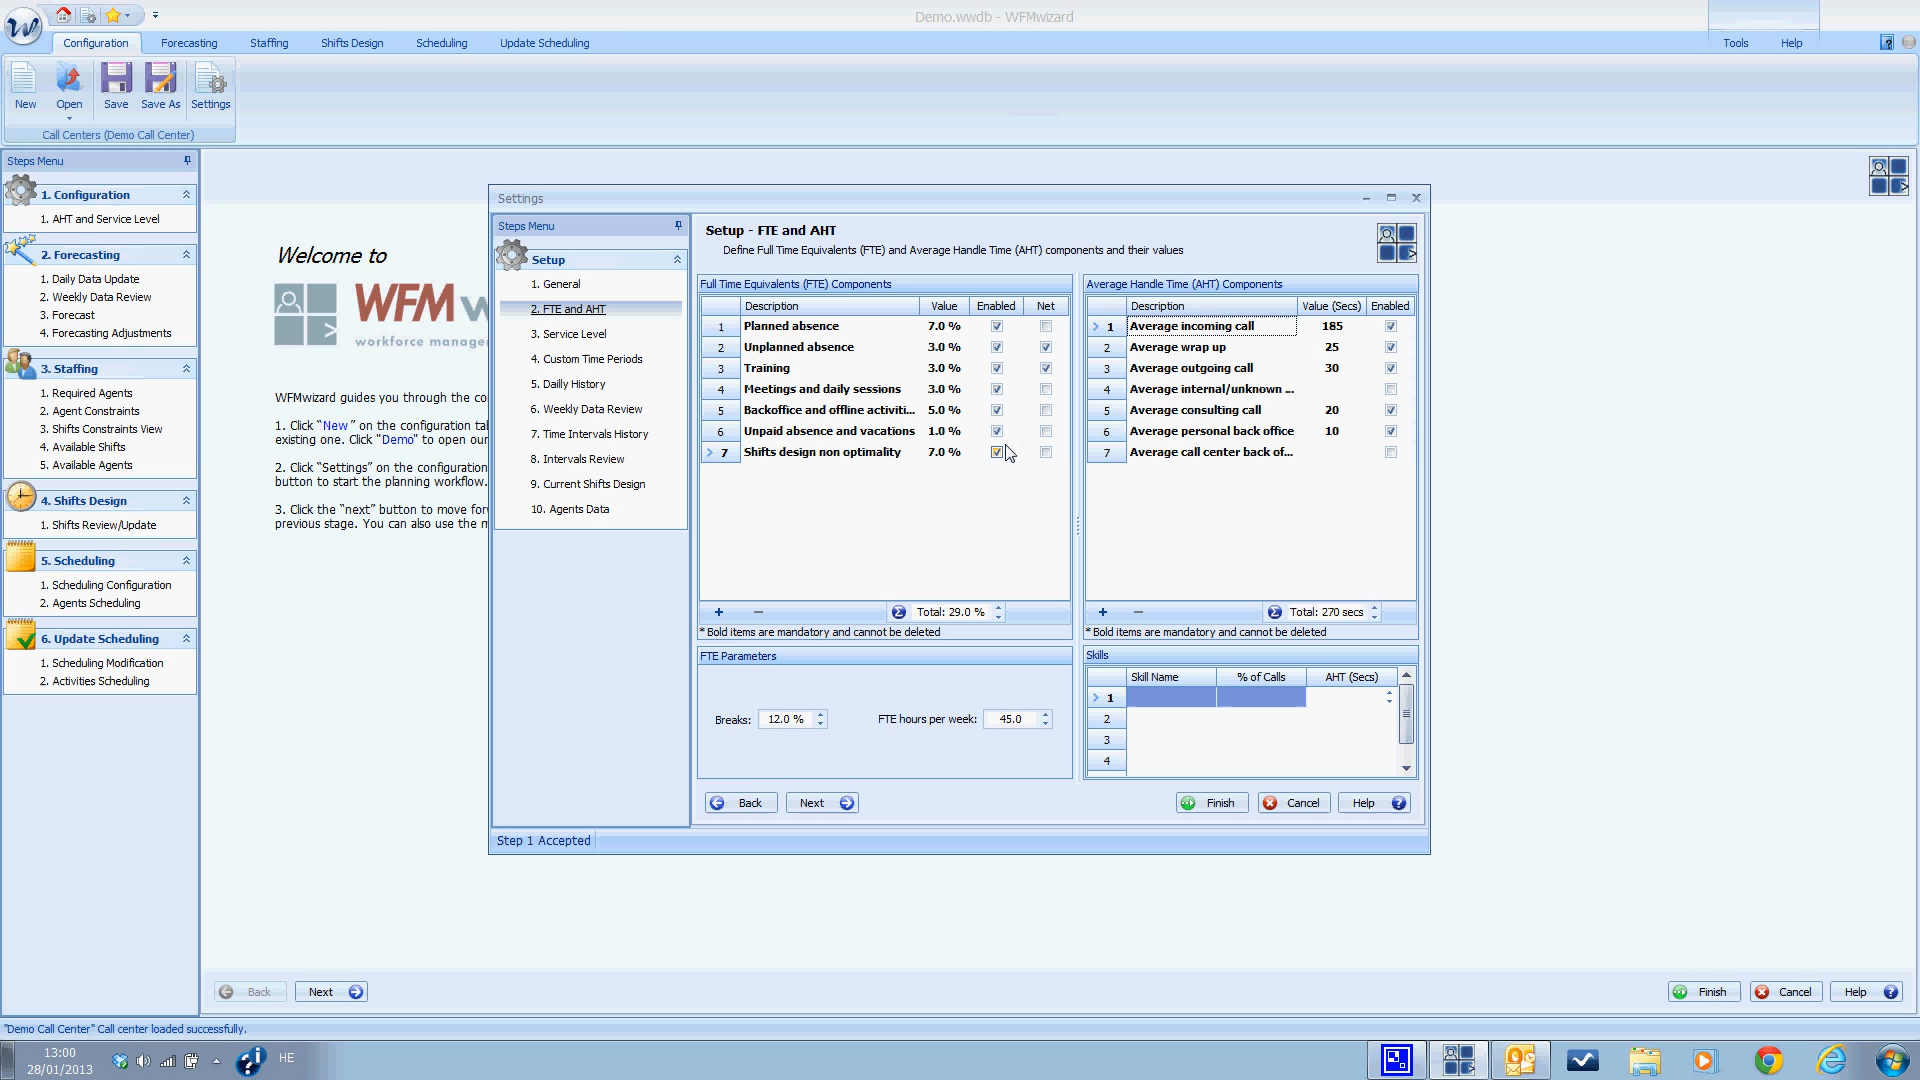 Demo.wwdb - WFMwizard
Configuration
Forecasting
Staffing
Shifts Design
Scheduling
Update Scheduling
Tools
Help
New
Open
Save
Save As
Settings
Call Centers (Demo Call Center)
Steps Menu
1. Configuration
1. AHT and Service Level
2. Forecasting
1. Daily Data Update
2. Weekly Data Review
3. Forecast
4. Forecasting Adjustments
3. Staffing
1. Required Agents
2. Agent Constraints
3. Shifts Constraints View
4. Available Shifts
5. Available Agents
4. Shifts Design
1. Shifts Review/Update
5. Scheduling
1. Scheduling Configuration
2. Agents Scheduling
6. Update Scheduling
1. Scheduling Modification
2. Activities Scheduling
Welcome to
WFM
workforce manage
WFMwizard guides you through the co
1. Click "New" on the configuration ta
existing one. Click "Demo" to open our
2. Click "Settings" on the configuration
button to start the planning workflow.
3. Click the "next" button to move for
previous stage. You can also use the m
Settings
Steps Menu
Setup
1. General
2. FTE and AHT
3. Service Level
4. Custom Time Periods
5. Dailly History
6. Weekly Data Review
7. Time Intervals History
8. Intervals Review
9. Current Shifts Design
10. Agents Data
Setup - FTE and AHT
Define Full Time Equivalents (FTE) and Average Handle Time (AHT) components and their values
Full Time Equivalents (FTE) Components
Description Value Enabled Net
1 Planned absence 7.0 %
2 Unplanned absence 3.0 %
3 Training 3.0 %
4 Meetings and daily sessions 3.0 %
5 Backoffice and offline activiti... 5.0 %
6 Unpaid absence and vacations 1.0 %
7 Shifts design non optimality 7.0 %
Total: 29.0 %
* Bold items are mandatory and cannot be deleted
Average Handle Time (AHT) Components
Description Value (Secs) Enabled
1 Average incoming call 185
2 Average wrap up 25
3 Average outgoing call 30
4 Average internal/unknown ...
5 Average consulting call 20
6 Average personal back office 10
7 Average call center back of...
Total: 270 secs
* Bold items are mandatory and cannot be deleted
FTE Parameters
Breaks: 12.0 %
FTE hours per week: 45.0
Skills
Skill Name % of Calls AHT (Secs)
1
2
3
4
Back
Next
Finish
Cancel
Help
Step 1 Accepted
Back
Next
Finish
Cancel
Help
"Demo Call Center" Call center loaded successfully.
13:00
28/01/2013
HE